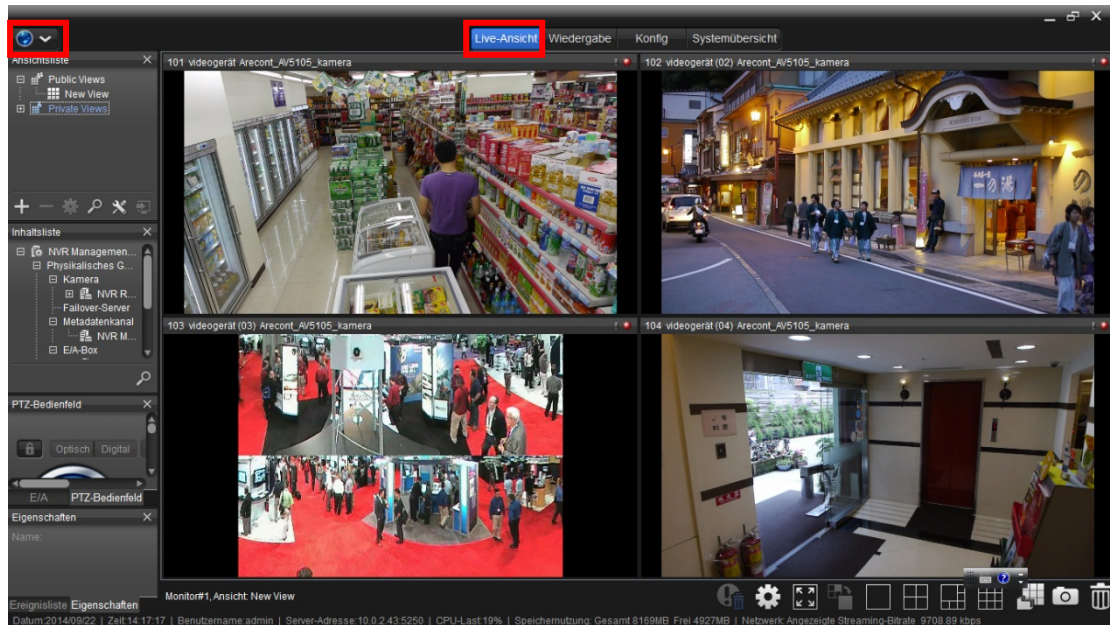 Live-Ansicht Wiedergabe Konfig Systemübersicht
Ansichtsliste
Public Views
New View
Private Views
Inhaltsliste
NVR Managemen...
Physikalisches G...
Kamera
NVR R...
Failover-Server
Metadatenkanal
NVR M...
E/A-Box
PTZ-Bedienfeld
Optisch Digital
E/A PTZ-Bedienfeld
Eigenschaften
Name:
Ereignisliste Eigenschaften
101 videogerät Arecont_AV5105_kamera
102 videogerät (02) Arecont_AV5105_kamera
の湯
103 videogerät (03) Arecont_AV5105_kamera
104 videogerät (04) Arecont_AV5105_kamera
Monitor#1, Ansicht: New View
Datum:2014/09/22 | Zeit:14:17:17 | Benutzername:admin | Server-Adresse:10.0.2.43:5250 | CPU-Last:19% | Speichernutzung: Gesamt 8169MB Frei 4927MB | Netzwerk: Angezeigte Streaming-Bitrate 9708.89 kbps